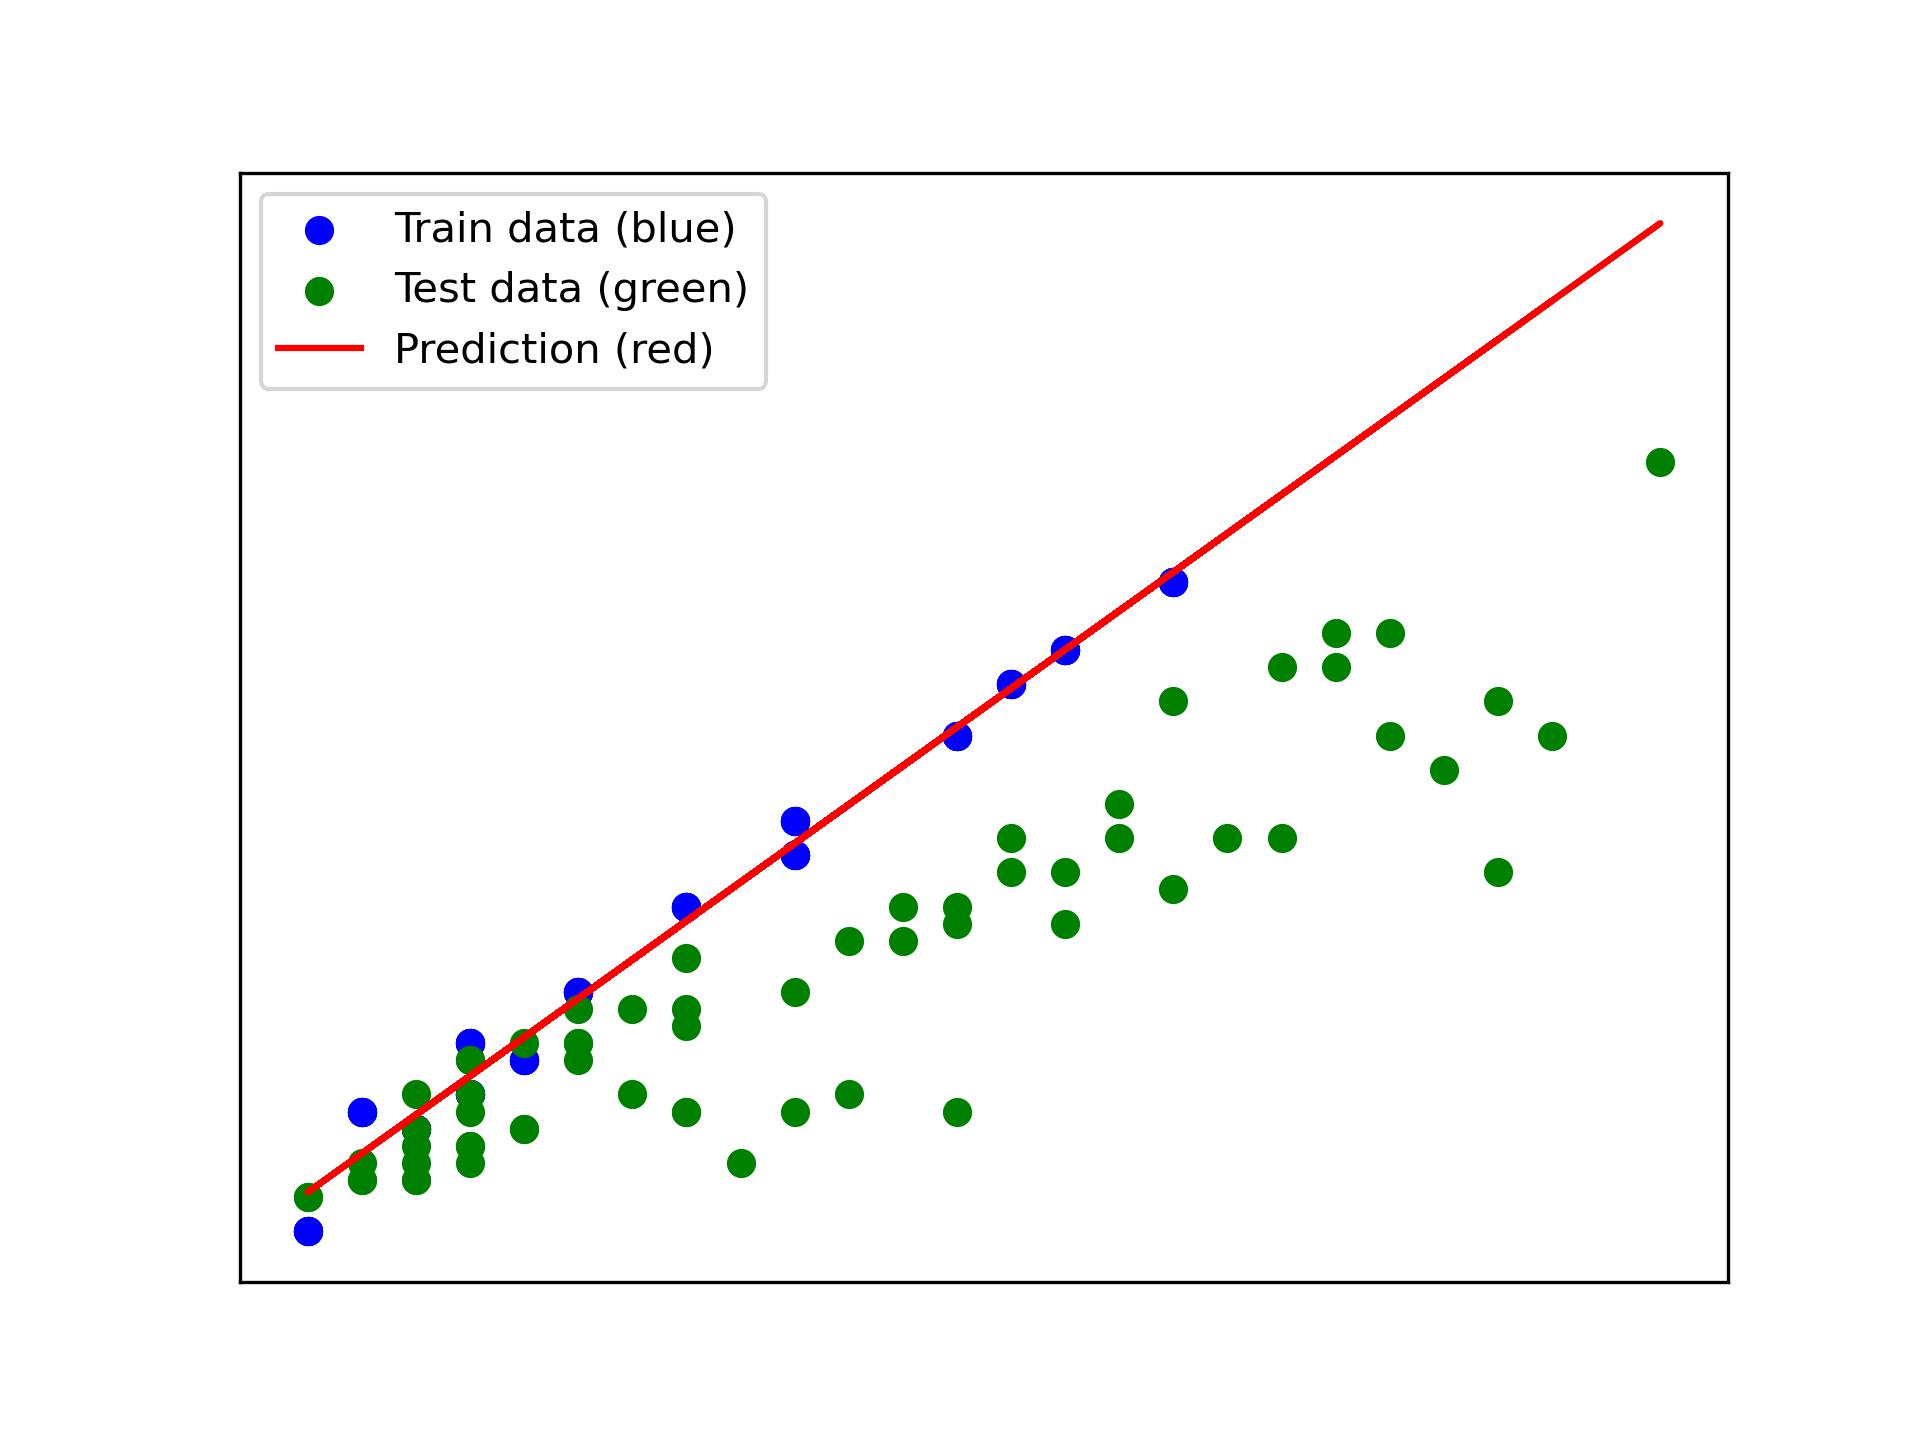 Train data (blue)
Test data (green)
Prediction (red)